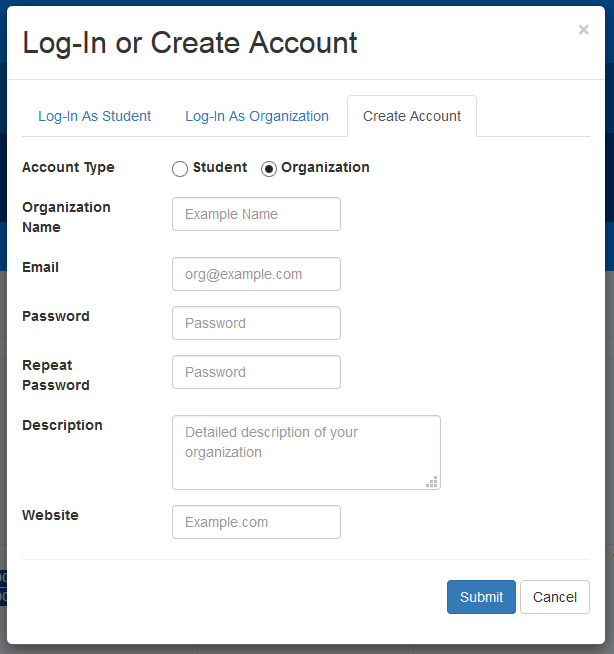 Log-In or Create Account
×
Log-In As Student Log-In As Organization Create Account
Account Type Student Organization
Organization
Name
Example Name
Email org@example.com
Password Password
Repeat
Password
Password
Description
Detailed description of your
organization
Website Example.com
Submit Cancel